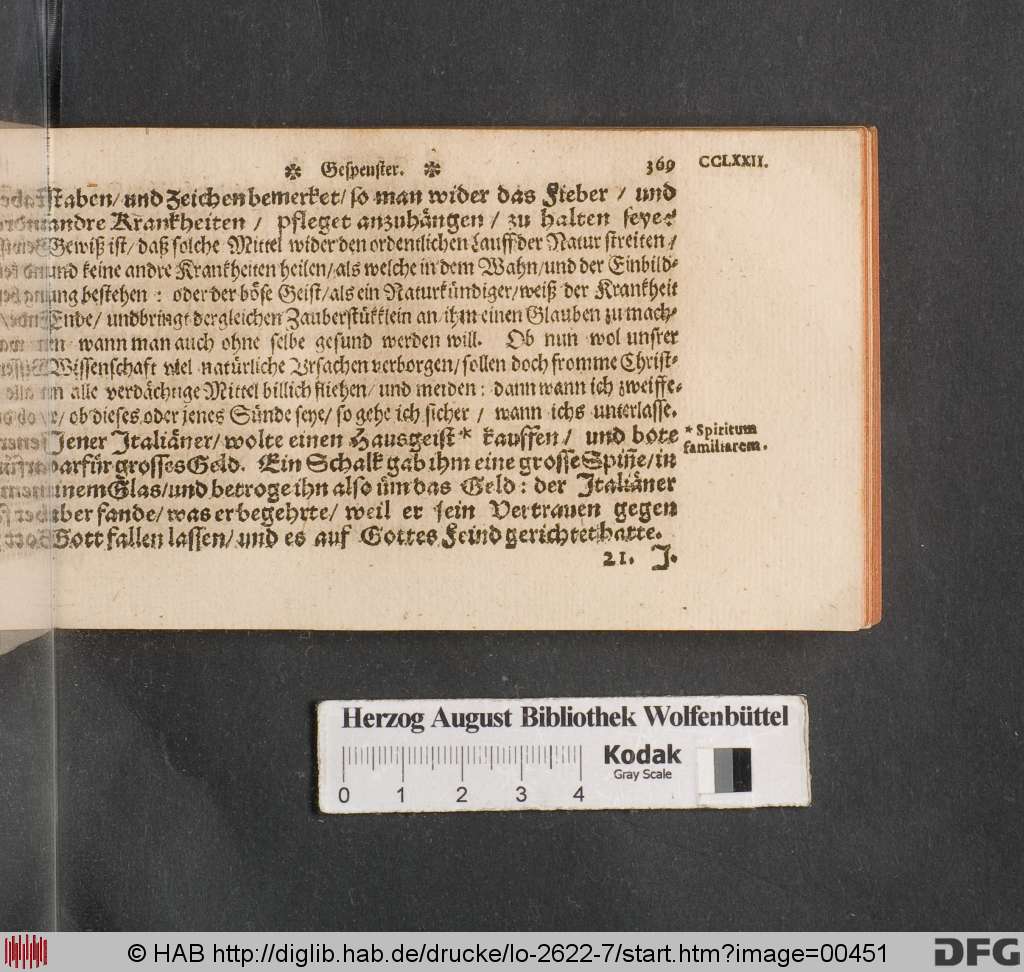 ✲ Gespenster. ✲ 369 CCLXXII.
staben/ und Zeichen bemerket/ so man wider das Fieber / und
andre Krankheiten / pfleget anzuhängen / zu halten seye:
Gewiß ist/ daß solche Mittel wider den ordentlichen Lauff der Natur streiten/
und keine andre Krankheiten heilen/ als welche in dem Wahn/ und der Einbild-
ung bestehen : oder der böse Geist/ als ein Naturkündiger/ weiß der Krankheit
Ende/ und bringt dergleichen Zauberstükklein an ihm einen Glauben zu mach-
en wann man auch ohne selbe gesund werden will. Ob nun wol unsrer
Wissenschaft viel natürliche Ursachen verborgen/ sollen doch fromme Christ-
en alle verdächtige Mittel billich fliehen/ und meiden: dann wann ich zweiffe-
le/ ob dieses oder jenes Sünde seye/ so gehe ich sicher / wann ichs unterlasse.
Jener Italiäner/ wolte einen Hausgeist * kauffen/ und bote
* Spiritum
familiarem.
darfür grosses Geld. Ein Schalk gab ihm eine grosse Spiñe/ in
einem Glas/ und betroge ihn also üm das Geld: der Italiäner
aber fande/ was er begehrte/ weil er sein Vertrauen gegen
Gott fallen lassen/ und es auf Gottes Feind gerichtet hatte.
21. J.
Herzog August Bibliothek Wolfenbüttel
Kodak
Gray Scale
0 1 2 3 4
© HAB http://diglib.hab.de/drucke/lo-2622-7/start.htm?image=00451
DFG